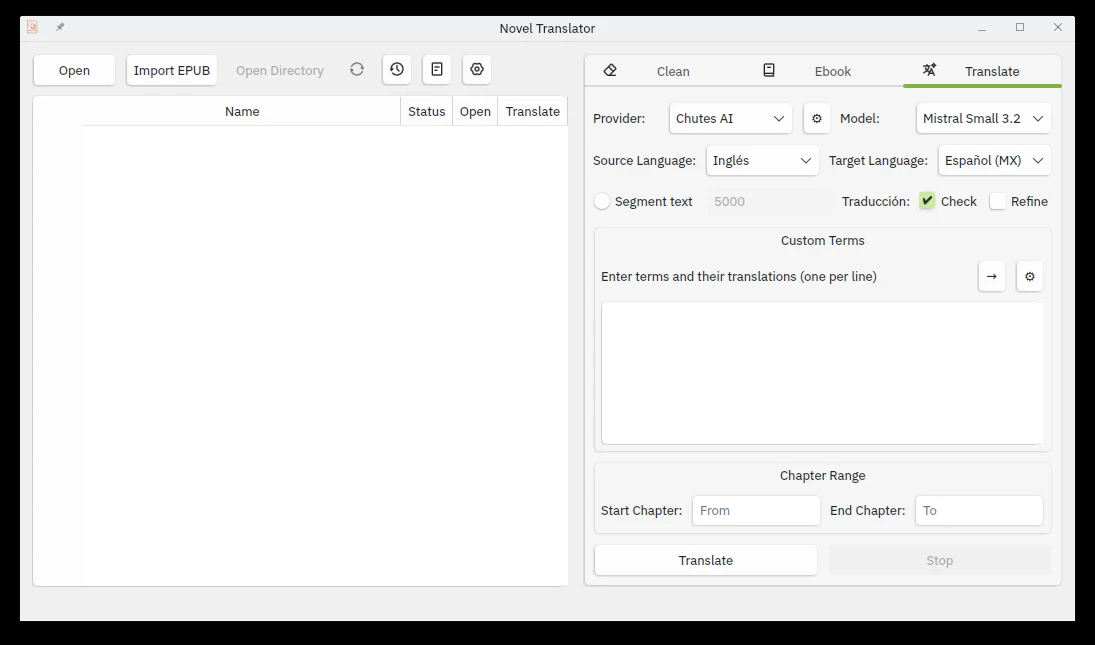 Novel Translator
Open
Import EPUB
Open Directory
Name
Status
Open
Translate
Clean
Ebook
Translate
Provider:
Chutes AI
Model:
Mistral Small 3.2
Source Language:
Inglés
Target Language:
Español (MX)
Segment text
5000
Traducción:
Check
Refine
Custom Terms
Enter terms and their translations (one per line)
→
Chapter Range
Start Chapter:
From
End Chapter:
To
Translate
Stop